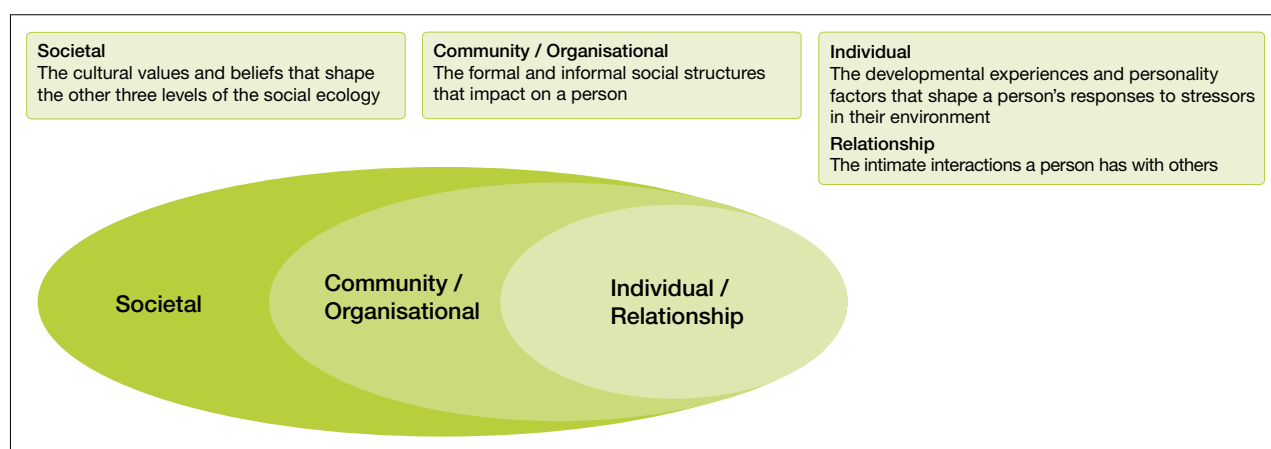 Societal
The cultural values and beliefs that shape
the other three levels of the social ecology
Community / Organisational
The formal and informal social structures
that impact on a person
Individual
The developmental experiences and personality
factors that shape a person's responses to stressors
in their environment
Relationship
The intimate interactions a person has with others
Societal
Community /
Organisational
Individual /
Relationship